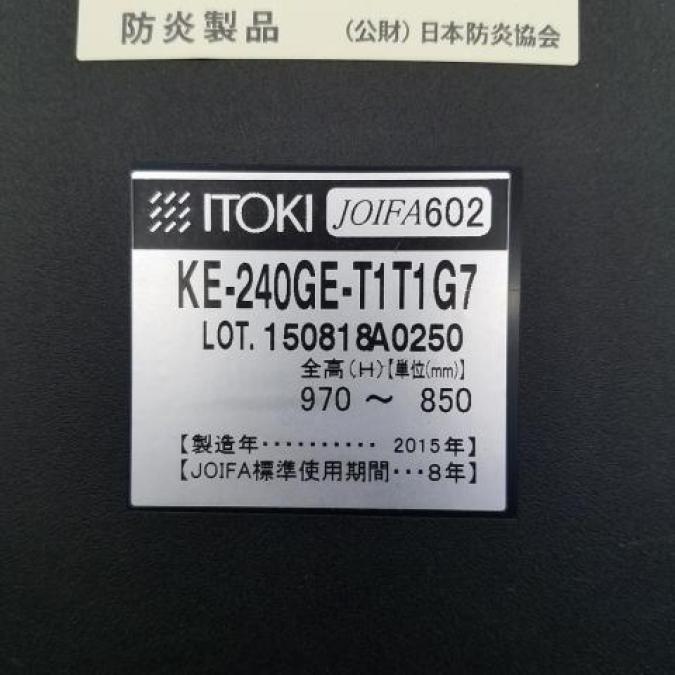 防炎製品 (公財)日本防炎協会
ITOKI JOIFA602
KE-240GE-T1T1G7
LOT. 150818A0250
全高(H)【単位(mm)】
970 ～ 850
【製造年・・・・・・・・・・ 2015年】
【JOIFA標準使用期間・・・8年】